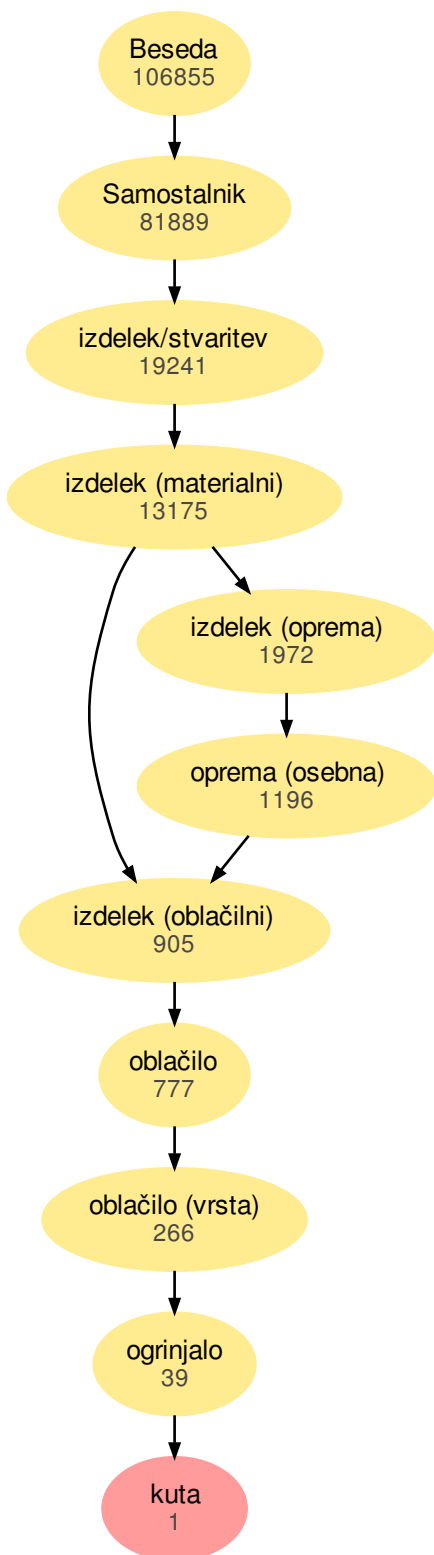 Beseda
106855
Samostalnik
81889
izdelek/stvaritev
19241
izdelek (materialni)
13175
izdelek (oprema)
1972
oprema (osebna)
1196
izdelek (oblačilni)
905
oblačilo
777
oblačilo (vrsta)
266
ogrinjalo
39
kuta
1